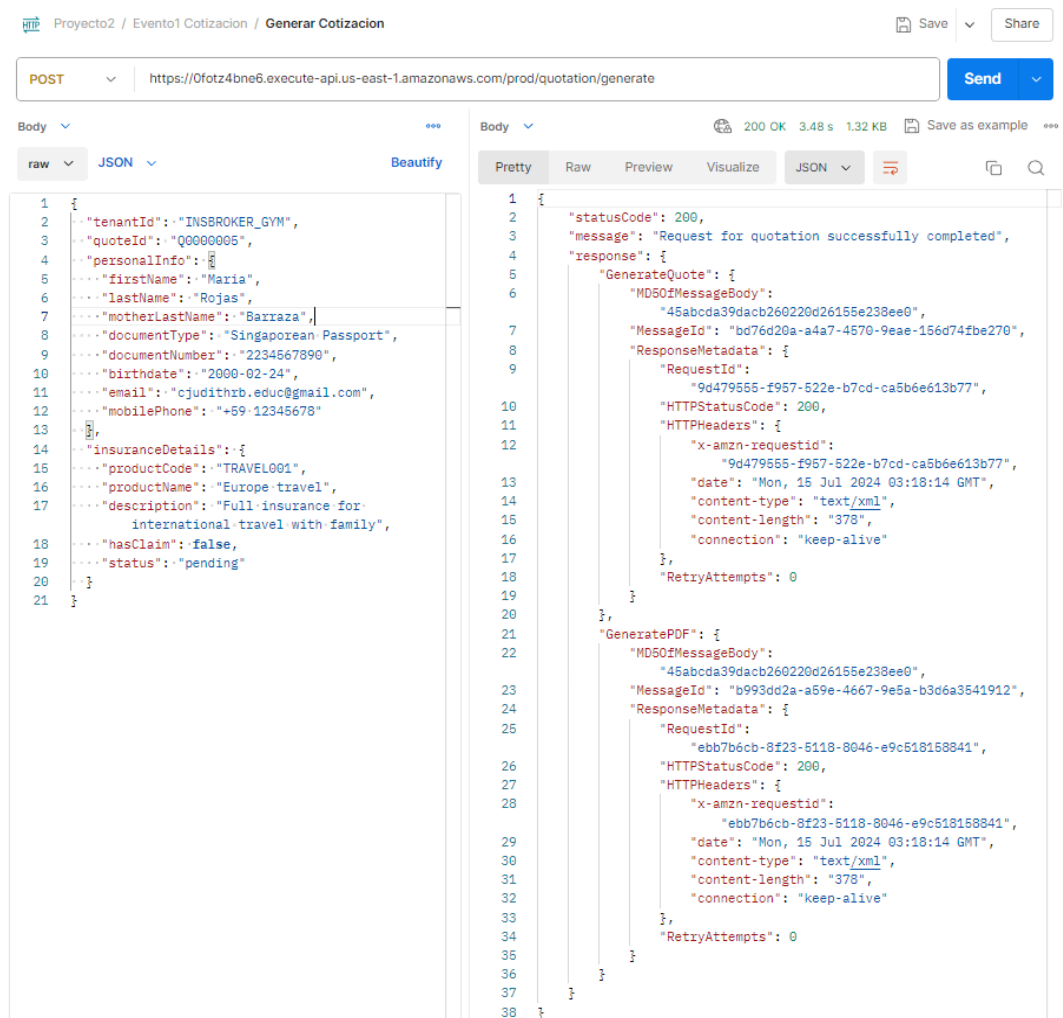 HTTP Proyecto2 / Evento1 Cotizacion / Generar Cotizacion
Save
Share
POST
https://0fotz4bne6.execute-api.us-east-1.amazonaws.com/prod/quotation/generate
Send
Body
raw JSON Beautify
1 {
2 "tenantId": "INSBROKER_GYM",
3 "quoteId": "Q0000005",
4 "personalInfo": {
5 "firstName": "Maria",
6 "lastName": "Rojas",
7 "motherLastName": "Barraza",
8 "documentType": "Singaporean Passport",
9 "documentNumber": "2234567890",
10 "birthdate": "2000-02-24",
11 "email": "cjudithrb.educ@gmail.com",
12 "mobilePhone": "+59 12345678"
13 },
14 "insuranceDetails": {
15 "productCode": "TRAVEL001",
16 "productName": "Europe travel",
17 "description": "Full insurance for
international travel with family",
18 "hasClaim": false,
19 "status": "pending"
20 }
21 }
Body
200 OK 3.48 s 1.32 KB Save as example
Pretty Raw Preview Visualize JSON
1 {
2 "statusCode": 200,
3 "message": "Request for quotation successfully completed",
4 "response": {
5 "GenerateQuote": {
6 "MD5OfMessageBody":
"45abcda39dacb260220d26155e238ee0",
7 "MessageId": "bd76d20a-a4a7-4570-9eae-156d74fbe270",
8 "ResponseMetadata": {
9 "RequestId":
"9d479555-f957-522e-b7cd-ca5b6e613b77",
10 "HTTPStatusCode": 200,
11 "HTTPHeaders": {
12 "x-amzn-requestid":
"9d479555-f957-522e-b7cd-ca5b6e613b77",
13 "date": "Mon, 15 Jul 2024 03:18:14 GMT",
14 "content-type": "text/xml",
15 "content-length": "378",
16 "connection": "keep-alive"
17 },
18 "RetryAttempts": 0
19 }
20 },
21 "GeneratePDF": {
22 "MD5OfMessageBody":
"45abcda39dacb260220d26155e238ee0",
23 "MessageId": "b993dd2a-a59e-4667-9e5a-b3d6a3541912",
24 "ResponseMetadata": {
25 "RequestId":
"ebb7b6cb-8f23-5118-8046-e9c518158841",
26 "HTTPStatusCode": 200,
27 "HTTPHeaders": {
28 "x-amzn-requestid":
"ebb7b6cb-8f23-5118-8046-e9c518158841",
29 "date": "Mon, 15 Jul 2024 03:18:14 GMT",
30 "content-type": "text/xml",
31 "content-length": "378",
32 "connection": "keep-alive"
33 },
34 "RetryAttempts": 0
35 }
36 }
37 }
38 }